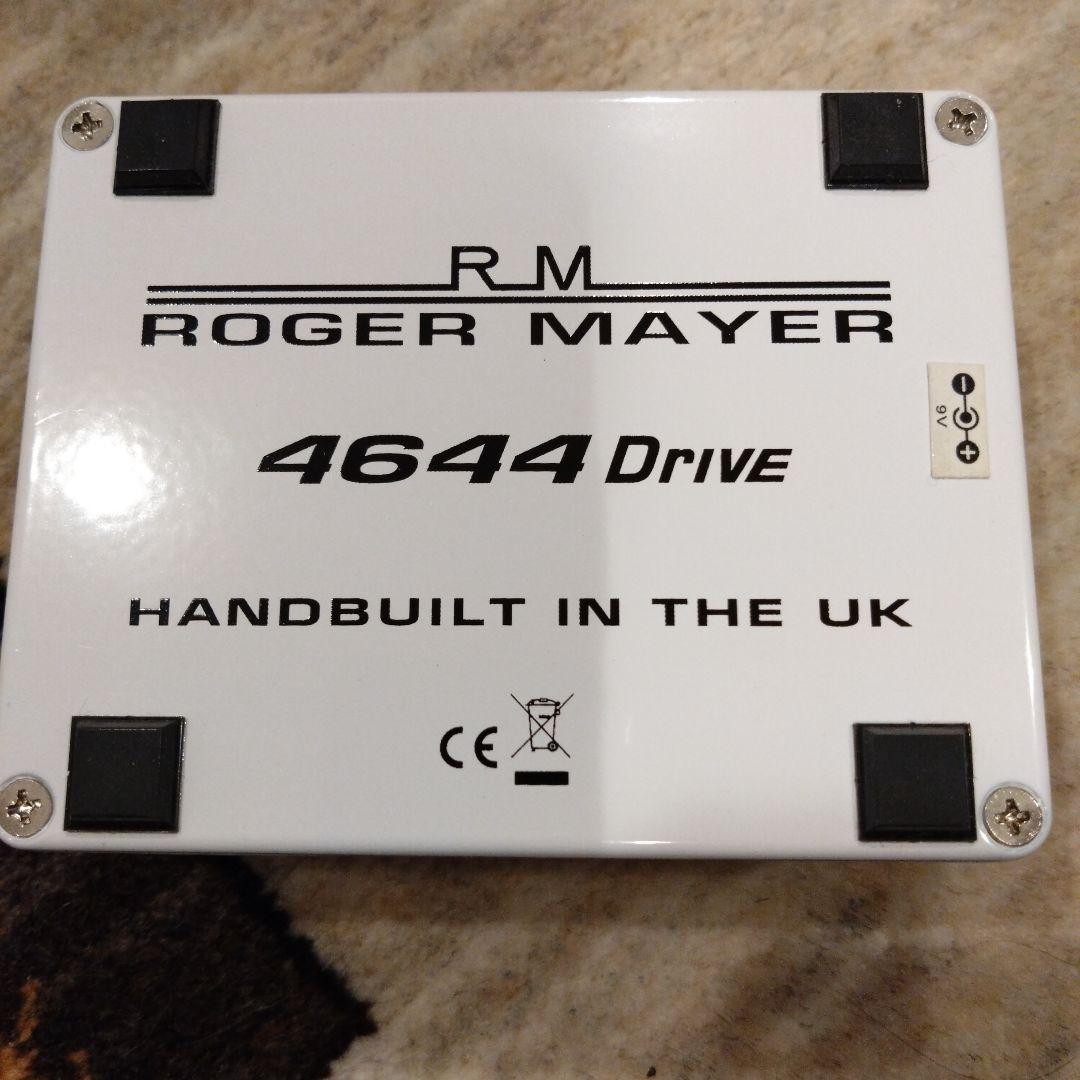 RM
ROGER MAYER
9V
4644 DRIVE
HANDBUILT IN THE UK
CE